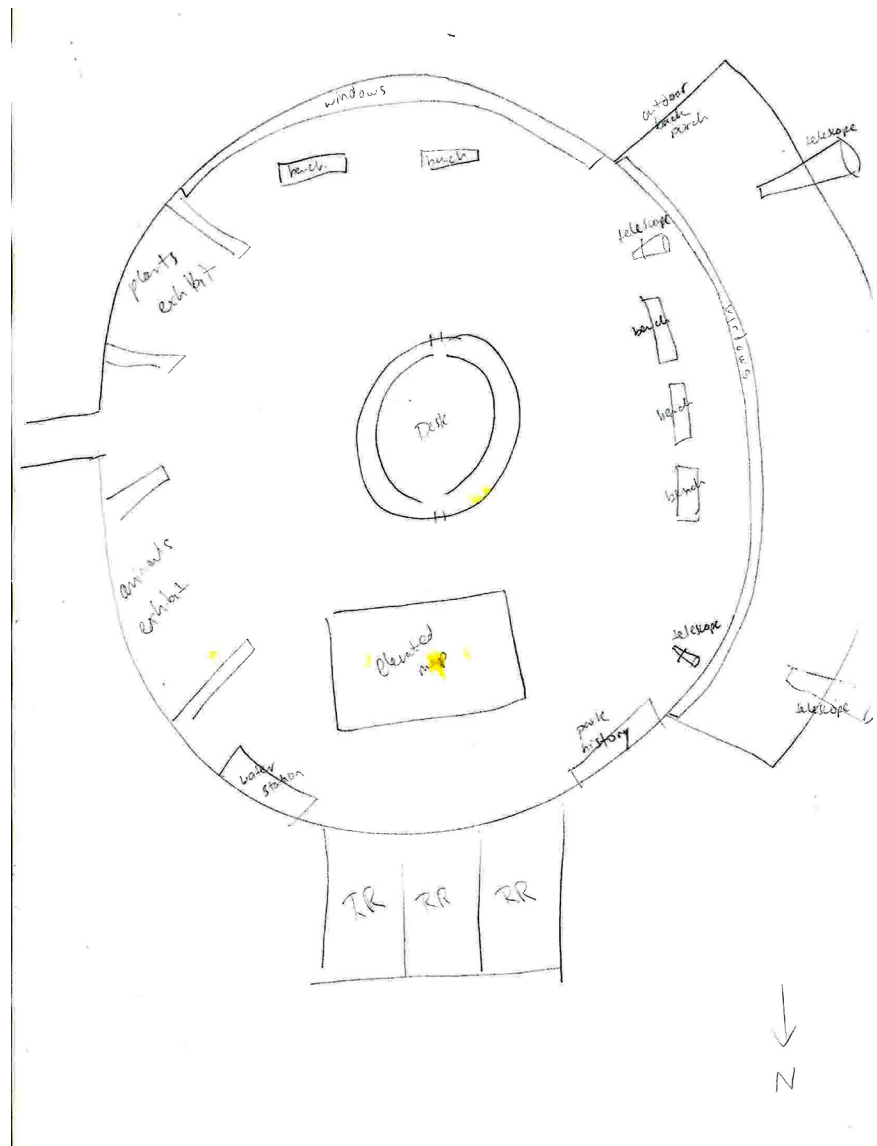 windows
outdoor
back
porch
telescope
bench
bench
telescope
plants
exhibit
bench
windows
bench
Desk
bench
animals
exhibit
elevated
map
telescope
telescope
park
history
water
station
RR
RR
RR
N